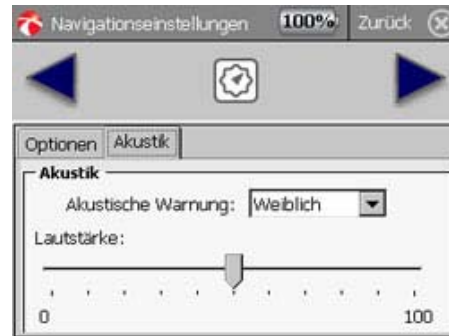 Navigationseinstellungen 100% Zurück
Optionen Akustik
Akustik
Akustische Warnung: Weiblich
Lautstärke:
0 100